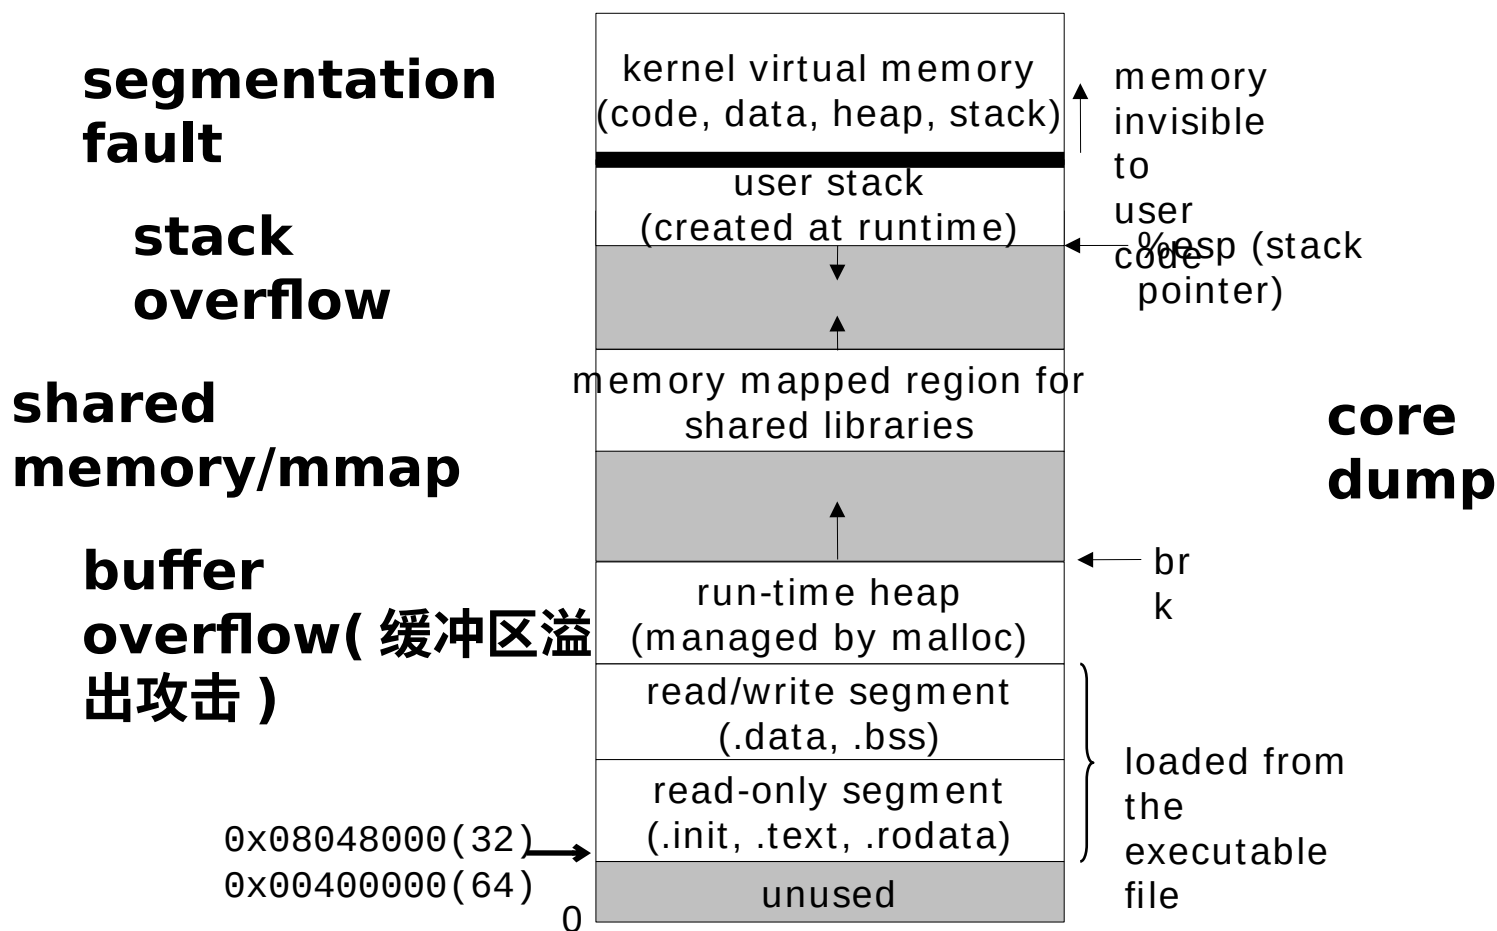 segmentation
fault
stack
overflow
shared
memory/mmap
buffer
overflow( 缓冲区溢
出攻击 )
kernel virtual memory
(code, data, heap, stack)
user stack
(created at runtime)
memory mapped region for
shared libraries
run-time heap
(managed by malloc)
read/write segment
(.data, .bss)
read-only segment
(.init, .text, .rodata)
unused
0x08048000(32)
0x00400000(64)
0
memory
invisible
to
user
code
%esp (stack
pointer)
core
dump
br
k
loaded from
the
executable
file